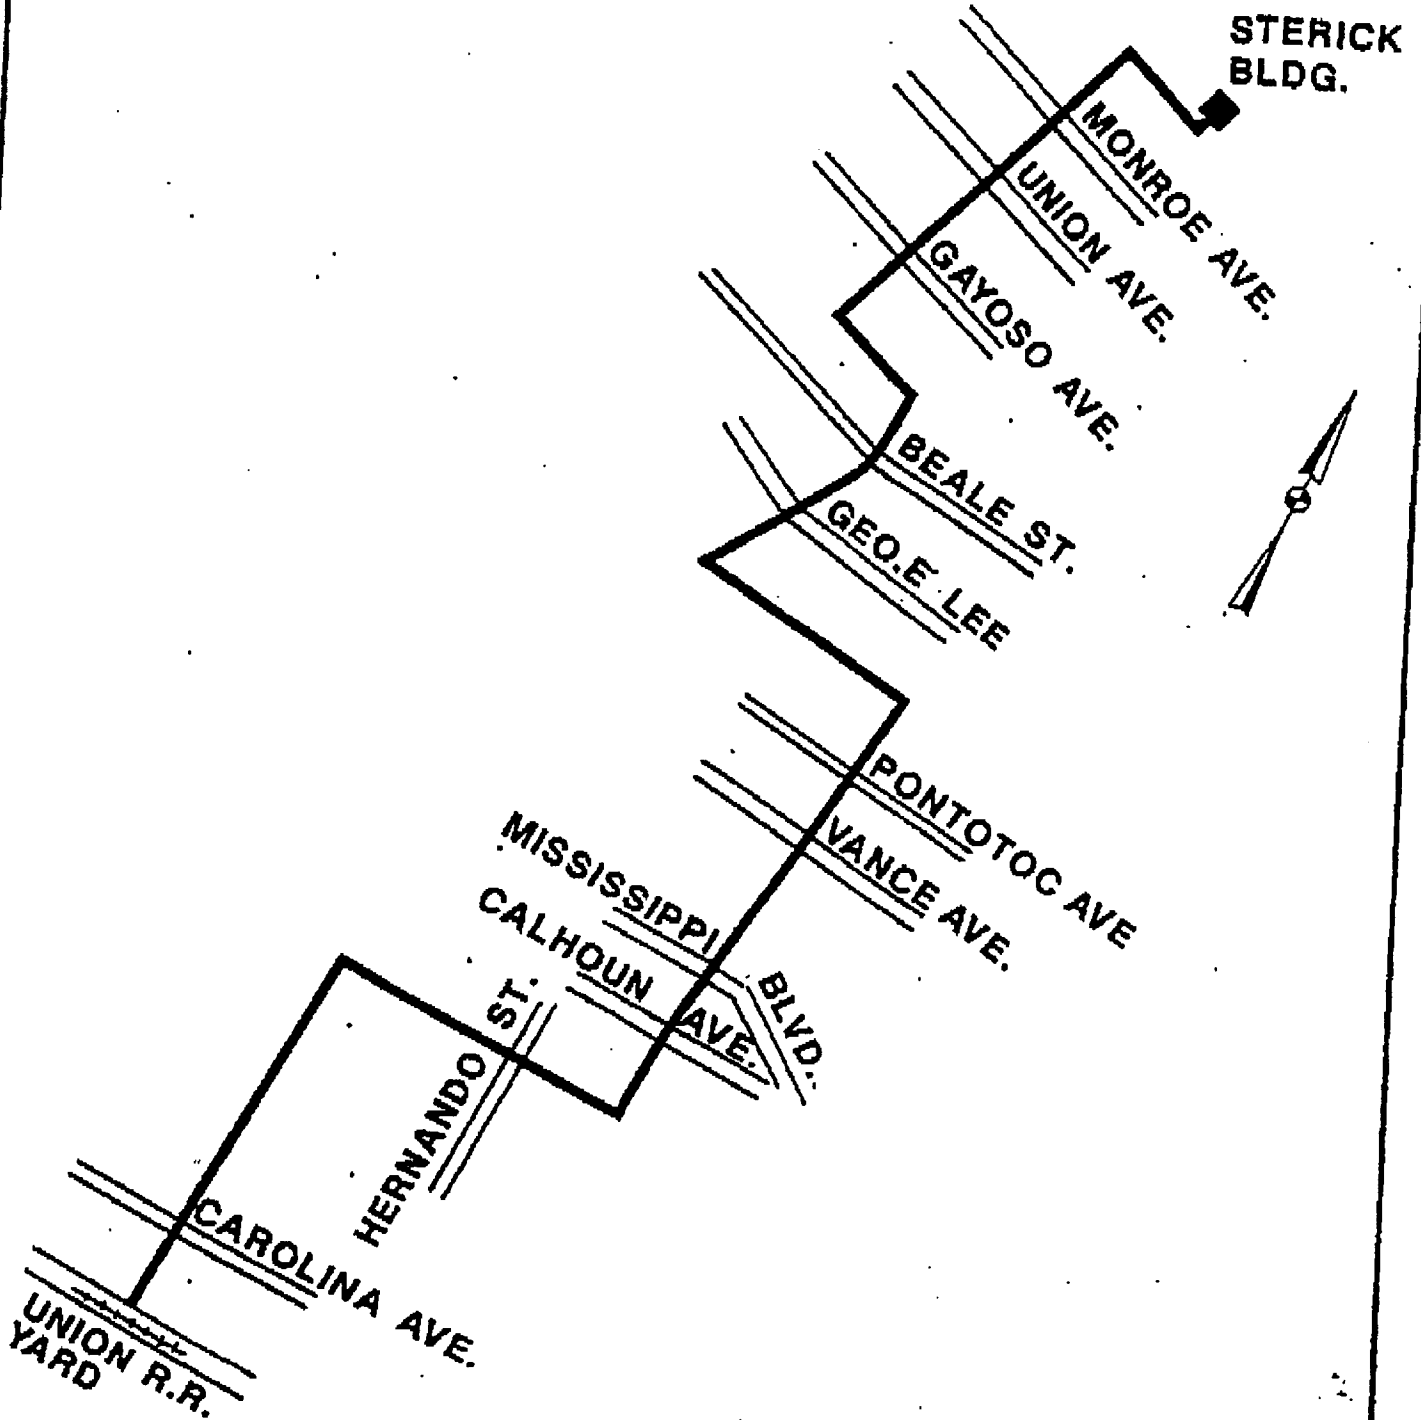 STERICK
BLDG.
MONROE AVE.
UNION AVE.
GAYOSO AVE.
BEALE ST.
GEO.E LEE
PONTOTOC AVE
VANCE AVE.
MISSISSIPPI BLVD.
CALHOUN AVE.
HERNANDO ST.
CAROLINA AVE.
UNION R.R.
YARD